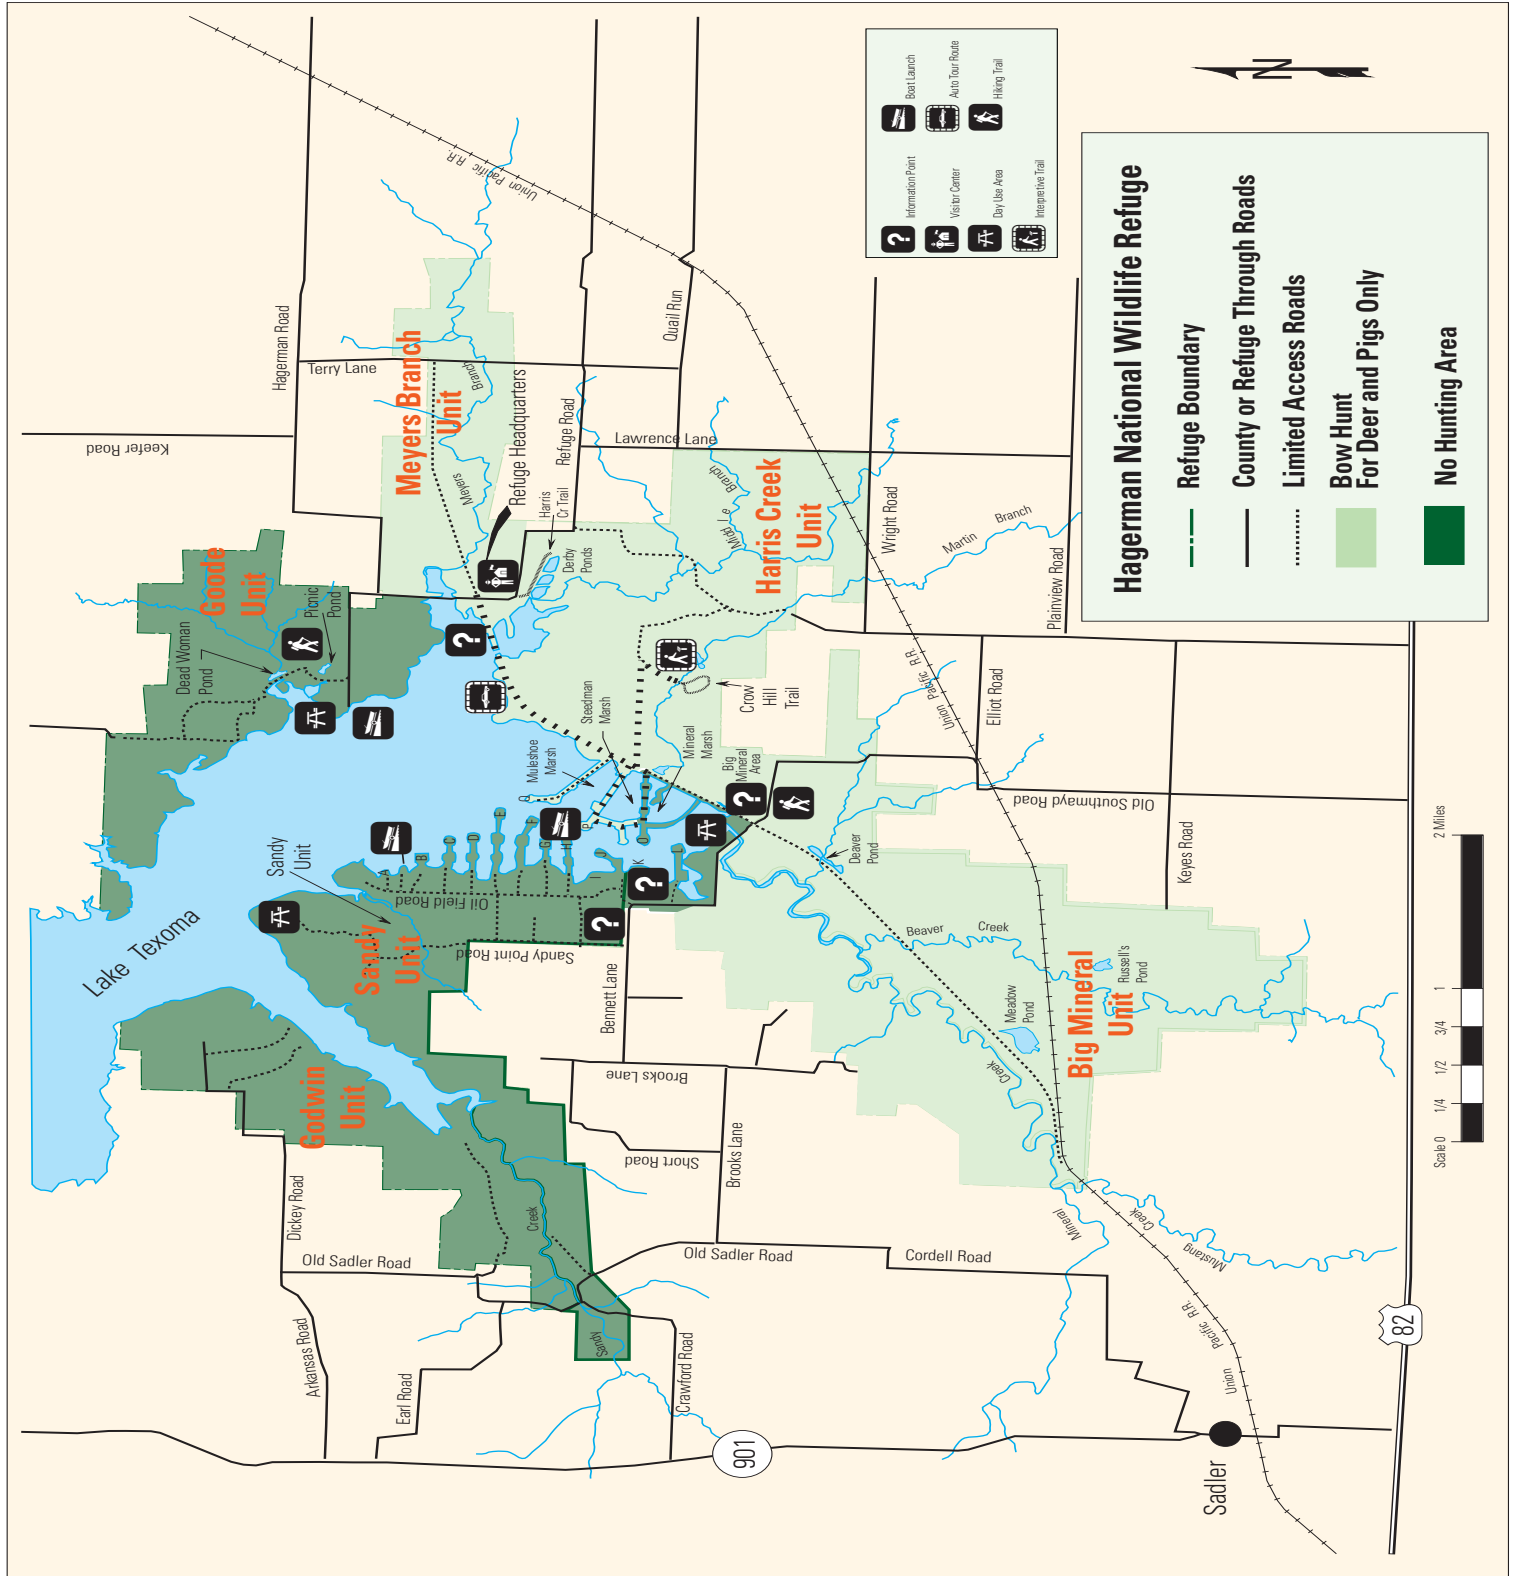 Hagerman National Wildlife Refuge
Refuge Boundary
County or Refuge Through Roads
Limited Access Roads
Bow Hunt
For Deer and Pigs Only
No Hunting Area
Information Point
Visitor Center
Day Use Area
Interpretive Trail
Boat Launch
Auto Tour Route
Hiking Trail
N
Lake Texoma
Goode
Unit
Meyers Branch
Unit
Harris Creek
Unit
Big Mineral
Unit
Sandy
Unit
Godwin
Unit
Sandy
Unit
Hagerman Road
Keefer Road
Terry Lane
Quail Run
Refuge Road
Lawrence Lane
Refuge Headquarters
Harris
Cr Trail
Derby
Ponds
Meyers
Branch
Middle
Branch
Martin
Branch
Wright Road
Plainview Road
Elliot Road
Old Southmayd Road
Keyes Road
Union Pacific R.R.
Union Pacific R.R.
Union
Pacific R.R.
Dead Woman
Pond
Picnic
Pond
Steedman
Marsh
Muleshoe
Marsh
Mineral
Marsh
Big
Mineral
Area
Crow
Hill
Trail
Deaver
Pond
Beaver
Creek
Meadow
Pond
Russell's
Pond
Creek
Mineral
Mustang
Creek
A
B
C
D
E
F
G
H
I
J
K
L
O
P
Q
Oil Field Road
Sandy Point Road
Bennett Lane
Brooks Lane
Brooks Lane
Short Road
Dickey Road
Old Sadler Road
Old Sadler Road
Cordell Road
Arkansas Road
Earl Road
Crawford Road
Sandy
Creek
901
82
Sadler
Scale 0
1/4
1/2
3/4
1
2 Miles
?
?
?
?
?